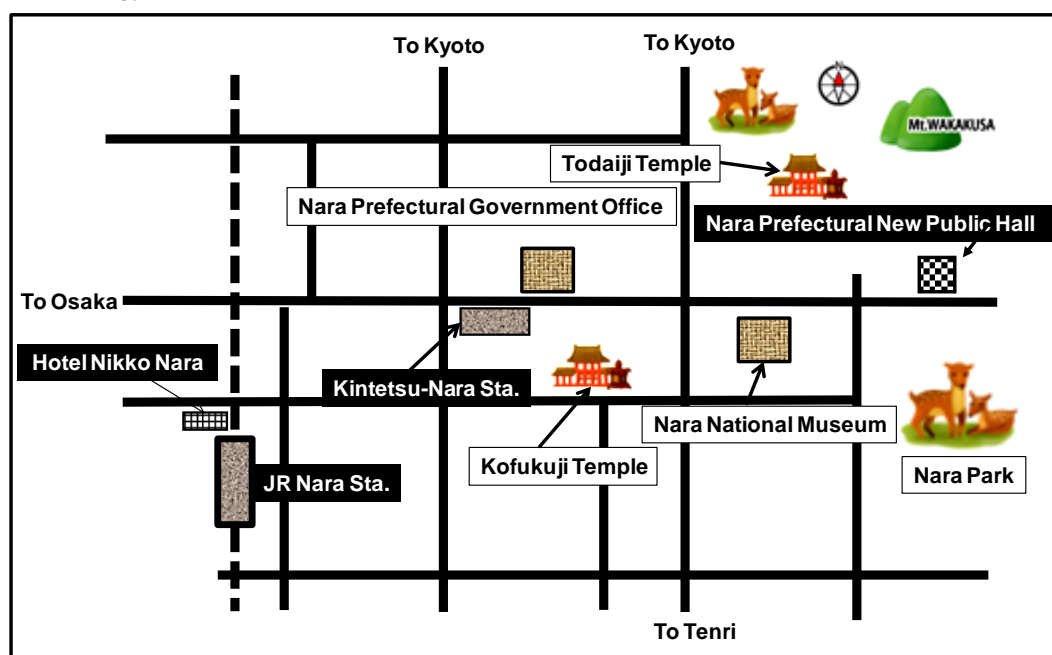 To Kyoto
To Kyoto
N
Mt.WAKAKUSA
Todaiji Temple
Nara Prefectural Government Office
Nara Prefectural New Public Hall
To Osaka
Hotel Nikko Nara
Kintetsu-Nara Sta.
Nara National Museum
Kofukuji Temple
JR Nara Sta.
Nara Park
To Tenri